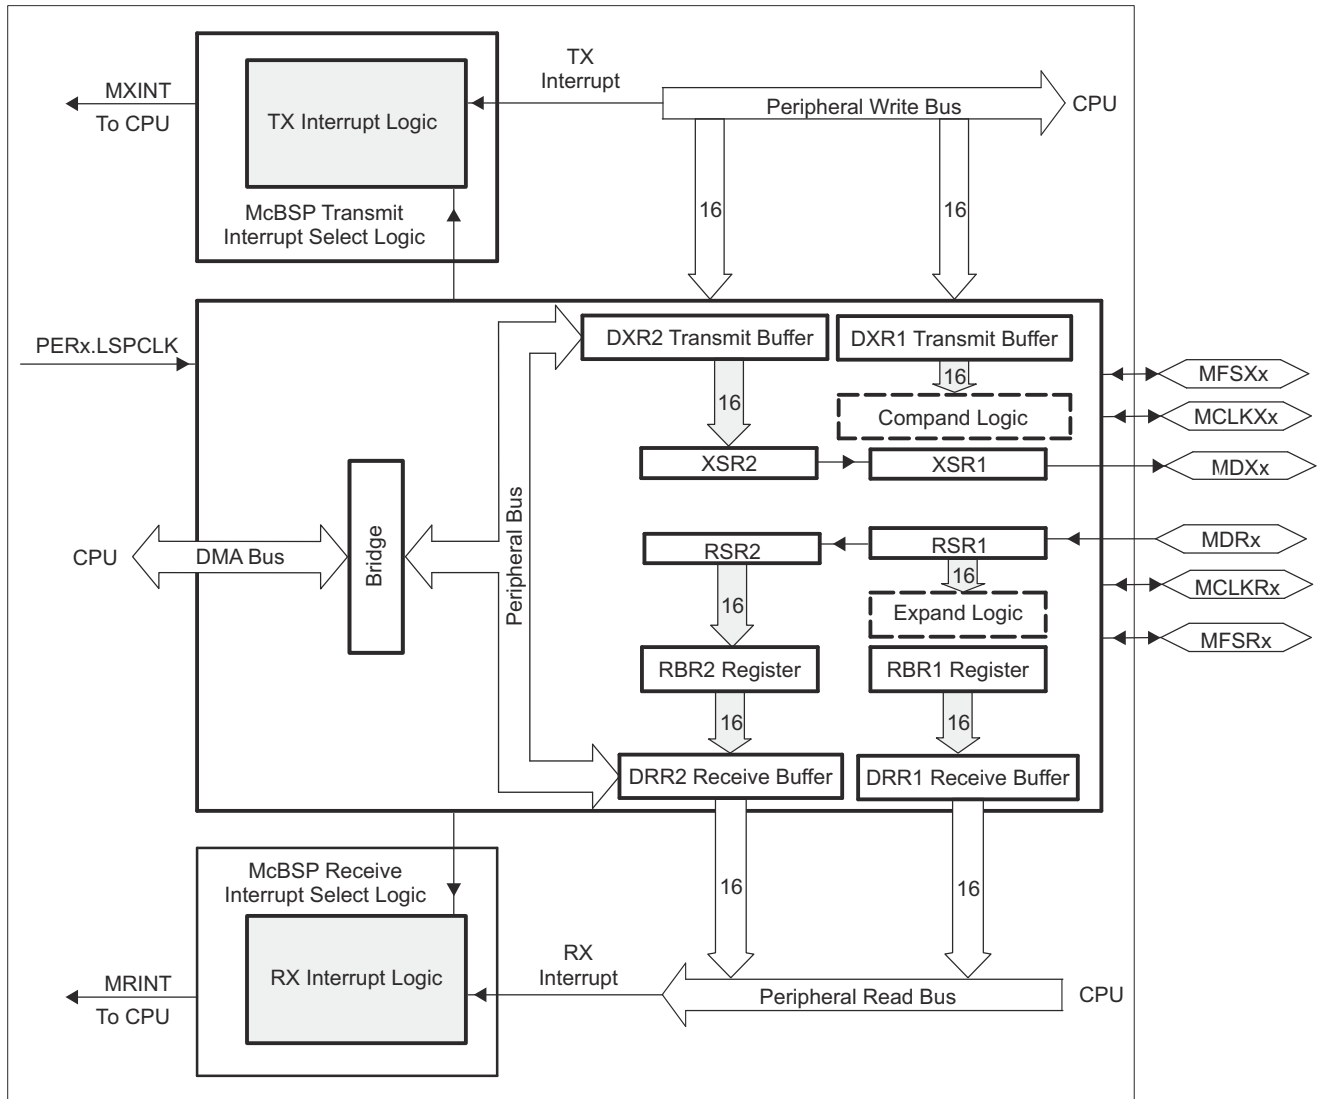 TX
Interrupt
MXINT
To CPU
TX Interrupt Logic
Peripheral Write Bus
CPU
McBSP Transmit
Interrupt Select Logic
16
16
PERx.LSPCLK
DXR2 Transmit Buffer
DXR1 Transmit Buffer
MFSXx
16
16
Compand Logic
MCLKXx
XSR2
XSR1
MDXx
Peripheral Bus
CPU
DMA Bus
Bridge
RSR2
RSR1
MDRx
16
16
Expand Logic
MCLKRx
MFSRx
RBR2 Register
RBR1 Register
16
16
DRR2 Receive Buffer
DRR1 Receive Buffer
McBSP Receive
Interrupt Select Logic
16
16
RX
Interrupt
MRINT
To CPU
RX Interrupt Logic
Peripheral Read Bus
CPU